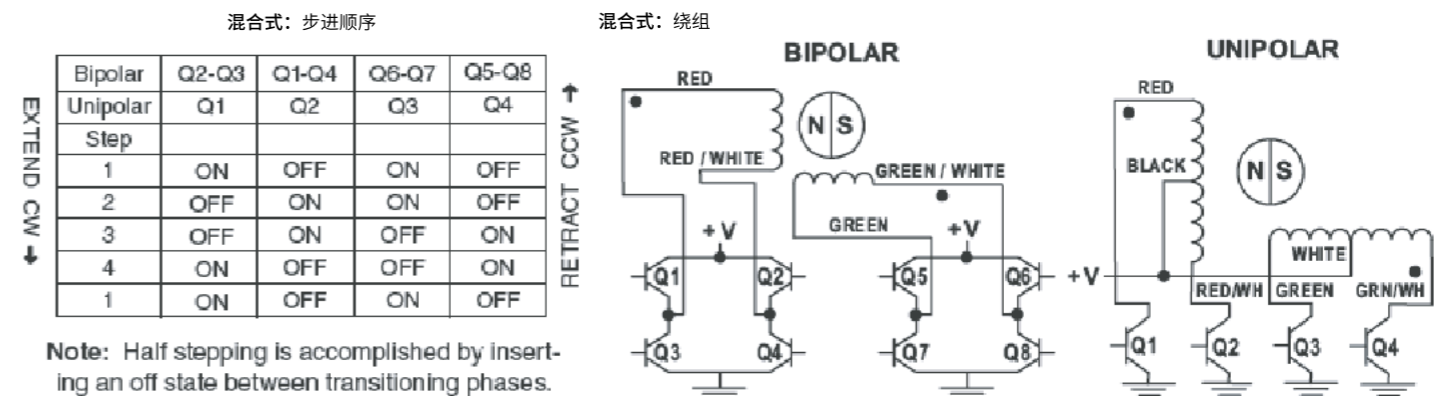 混合式：步进顺序
Bipolar Q2-Q3 Q1-Q4 Q6-Q7 Q5-Q8
Unipolar Q1 Q2 Q3 Q4
Step
1 ON OFF ON OFF
2 OFF ON ON OFF
3 OFF ON OFF ON
4 ON OFF OFF ON
1 ON OFF ON OFF
EXTEND CW →
RETRACT CCW →
Note: Half stepping is accomplished by insert-
ing an off state between transitioning phases.
混合式：绕组
BIPOLAR
RED
N S
RED / WHITE
GREEN / WHITE
GREEN
+V
+V
Q1
Q2
Q5
Q6
Q3
Q4
Q7
Q8
UNIPOLAR
RED
BLACK
N S
WHITE
+V
RED/WH
GREEN
GRN/WH
Q1
Q2
Q3
Q4